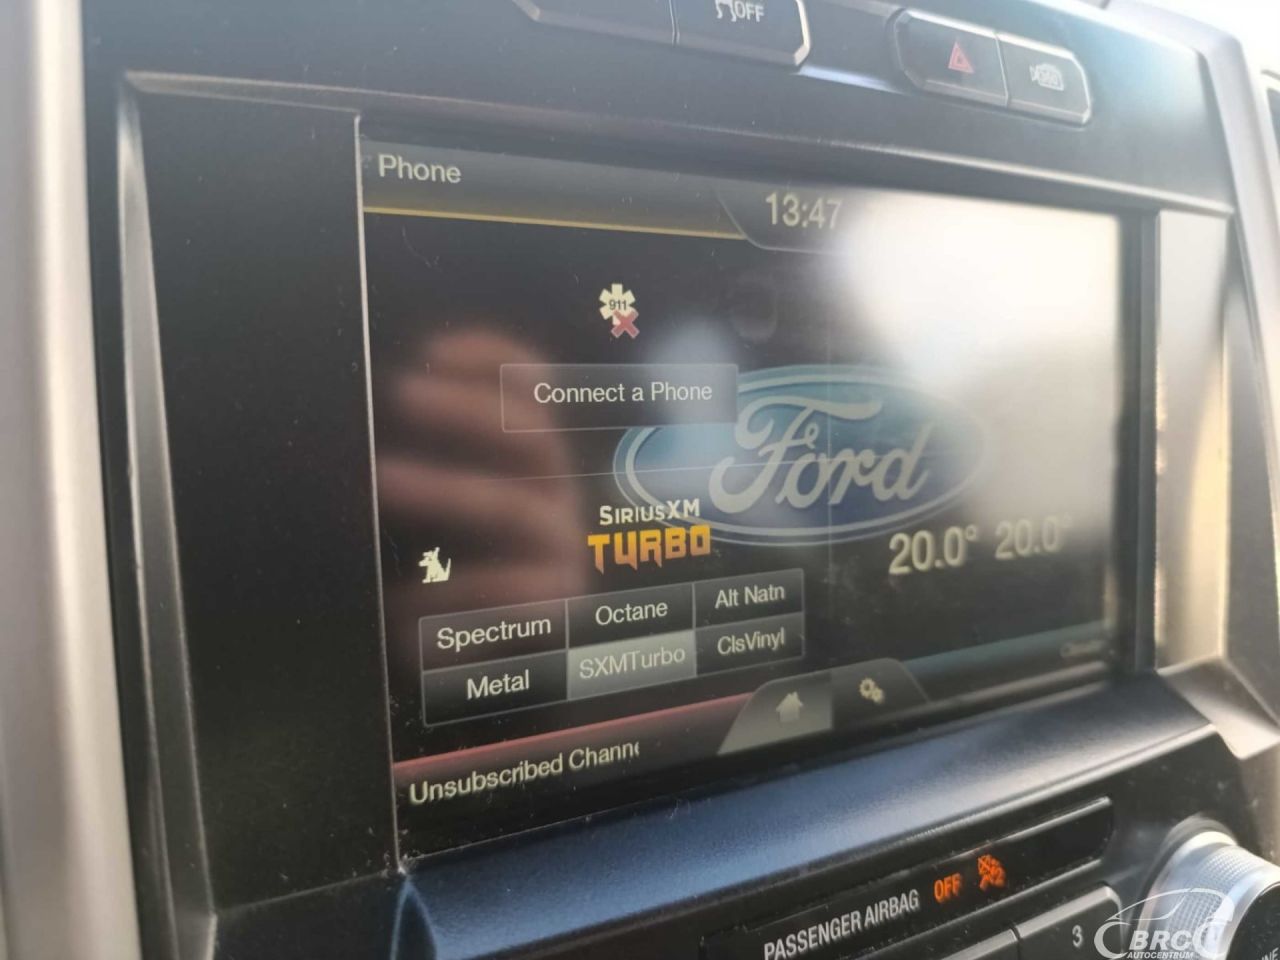 OFF
Phone
13:47
911
Connect a Phone
Ford
SIRIUSXM
TURBO
20.0° 20.0°
Spectrum Octane Alt Natn
Metal SXMTurbo ClsVinyl
Unsubscribed Chann
PASSENGER AIRBAG OFF
3
BRC
AUTOCENTRUM